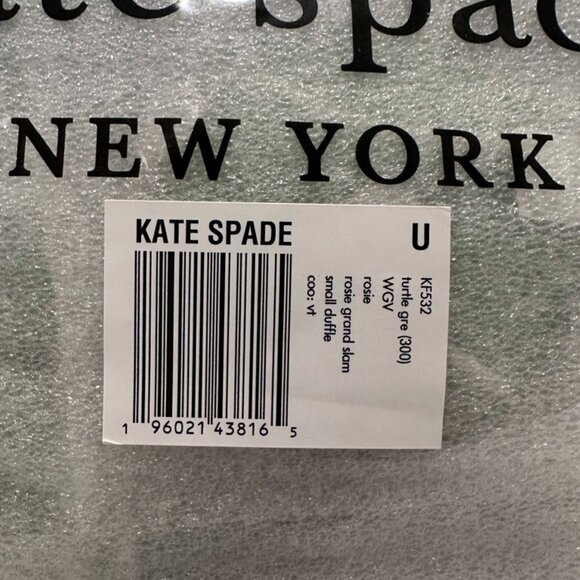 ate spade
NEW YORK
KATE SPADE
U
KF532
turtle gre (300)
WGV
rosie
rosie grand slam
small duffle
coo: vt
1 96021 43816 5